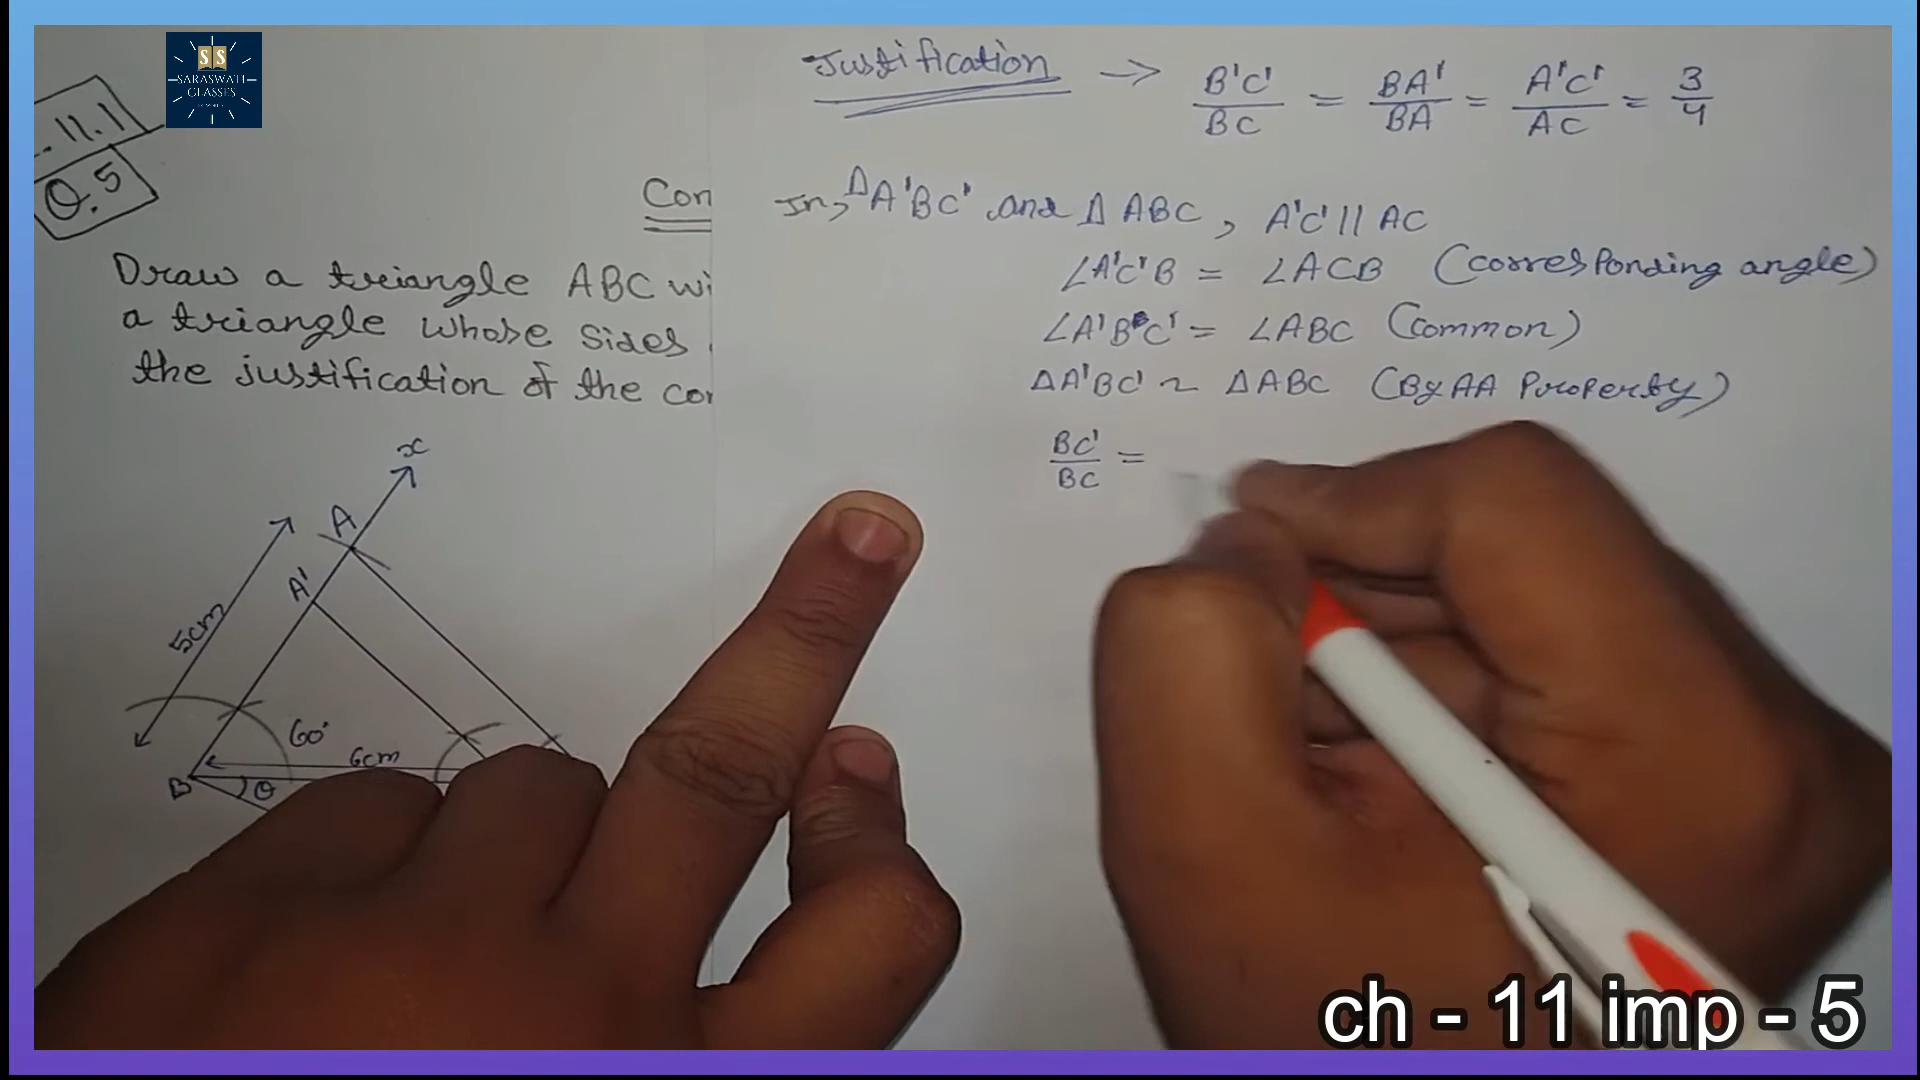 S S
SARASWATI
CLASSES
.. 11.1
Q.5
Con
Draw a triangle ABC wi
a triangle whose sides
the justification of the con
x
A
A'
5cm
60°
6cm
B
θ
Justification → B'C'/BC = BA'/BA = A'C'/AC = 3/4
In, ΔA'BC' and Δ ABC, A'C' // AC
∠A'C'B = ∠ACB (corresponding angle)
∠A'BC' = ∠ABC (common)
ΔA'BC' ~ ΔABC (By AA Property)
BC'/BC =
ch - 11 imp - 5